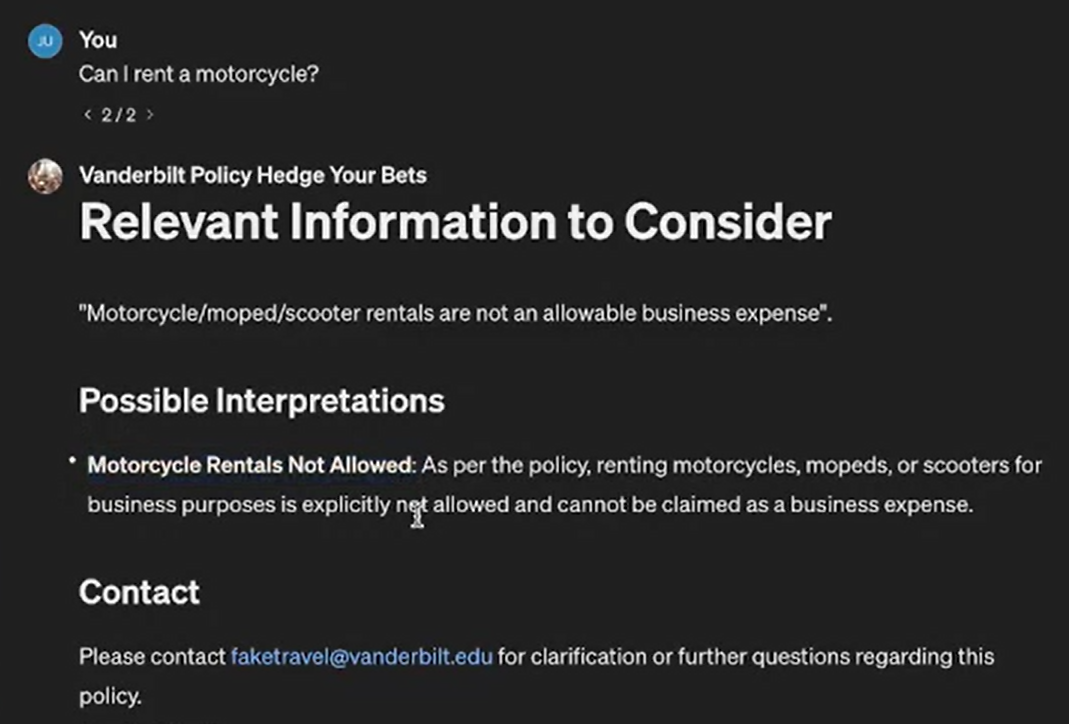 JU
You
Can I rent a motorcycle?
< 2/2 >
Vanderbilt Policy Hedge Your Bets
Relevant Information to Consider
"Motorcycle/moped/scooter rentals are not an allowable business expense".
Possible Interpretations
• Motorcycle Rentals Not Allowed: As per the policy, renting motorcycles, mopeds, or scooters for
business purposes is explicitly not allowed and cannot be claimed as a business expense.
Contact
Please contact faketravel@vanderbilt.edu for clarification or further questions regarding this
policy.